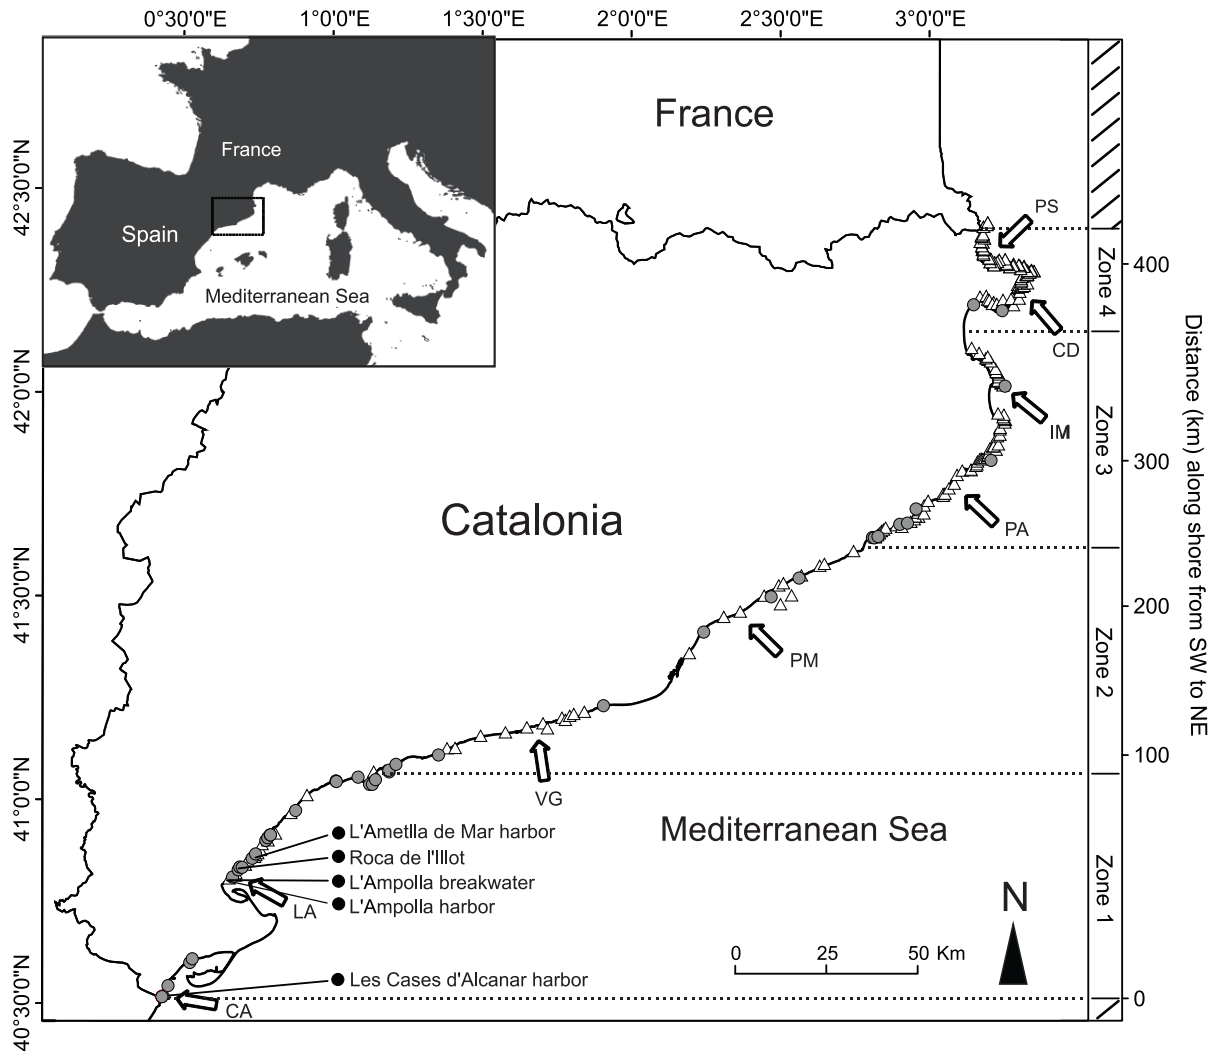 0°30'0"E
1°0'0"E
1°30'0"E
2°0'0"E
2°30'0"E
3°0'0"E
42°30'0"N
42°0'0"N
41°30'0"N
41°0'0"N
40°30'0"N
France
Spain
Mediterranean Sea
France
Catalonia
Mediterranean Sea
PS
CD
IM
PA
PM
VG
LA
CA
L'Ametlla de Mar harbor
Roca de l'Illot
L'Ampolla breakwater
L'Ampolla harbor
Les Cases d'Alcanar harbor
0
25
50 Km
N
Zone 4
Zone 3
Zone 2
Zone 1
400
300
200
100
0
Distance (km) along shore from SW to NE